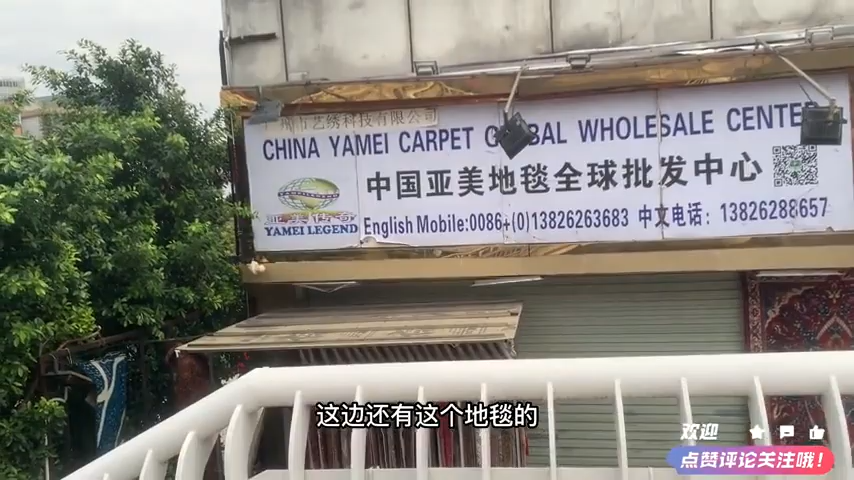 州市艺绣科技有限公司
CHINA YAMEI CARPET GLOBAL WHOLESALE CENTER
中国亚美地毯全球批发中心
亚美传奇
YAMEI LEGEND
English Mobile:0086+(0)13826263683 中文电话：13826288657
这边还有这个地毯的
欢迎
点赞评论关注哦！